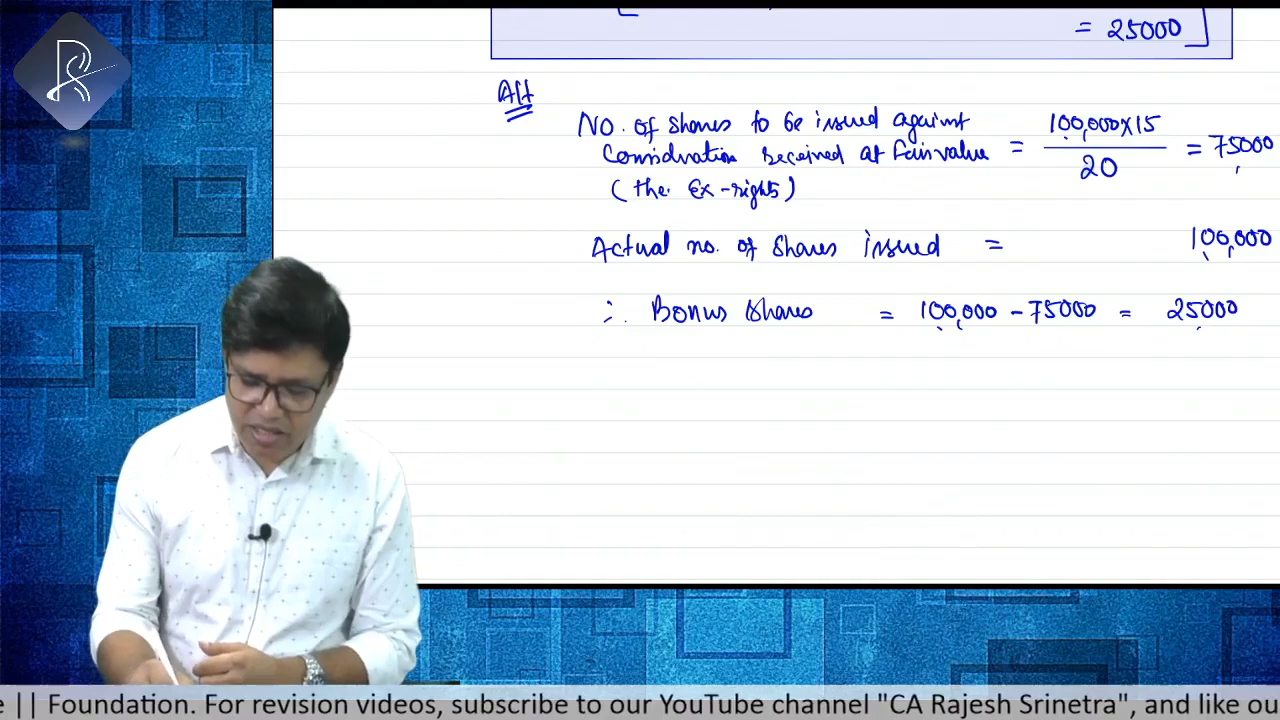 = 25000 ]
Alt
No. of shares to be issued against
Consideration received at Fair value = 100,000x15 / 20 = 75000
(the Ex-rights)
Actual no. of shares issued = 100,000
∴ Bonus shares = 100,000 - 75000 = 25000
|| Foundation. For revision videos, subscribe to our YouTube channel "CA Rajesh Srinetra", and like ou